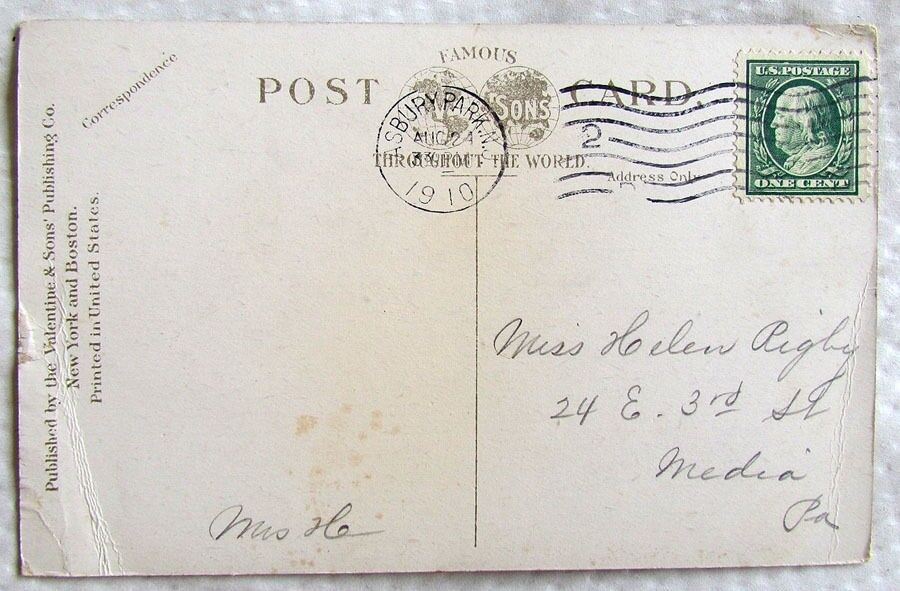 FAMOUS
POST CARD.
SONS
THROUGHOUT THE WORLD.
Correspondence
Address Only
Published by the Valentine & Sons' Publishing Co.
New York and Boston.
Printed in United States.
ASBURY PARK, N.
AUG 24
1910
2
U.S. POSTAGE
ONE CENT
Miss Helen Rigby
24 E. 3rd St
Media
Pa
Mrs He